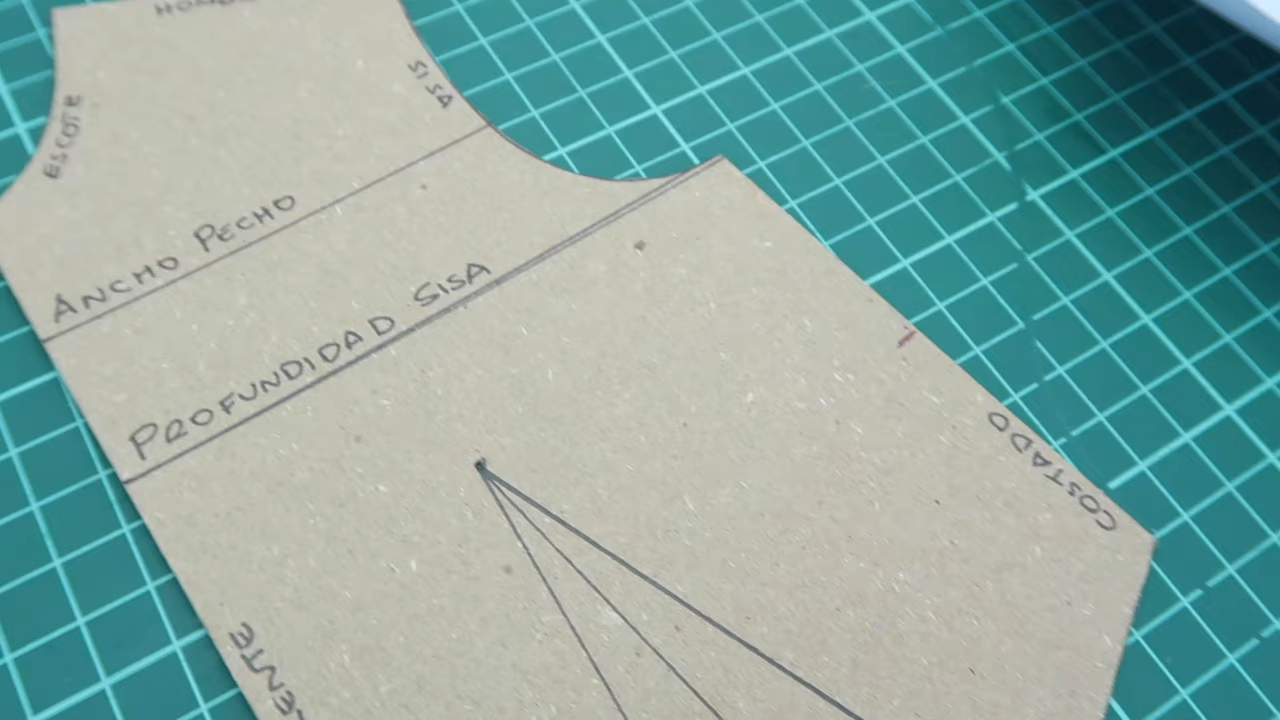 ESCOTE
SISA
ANCHO PECHO
PROFUNDIDAD SISA
COSTADO